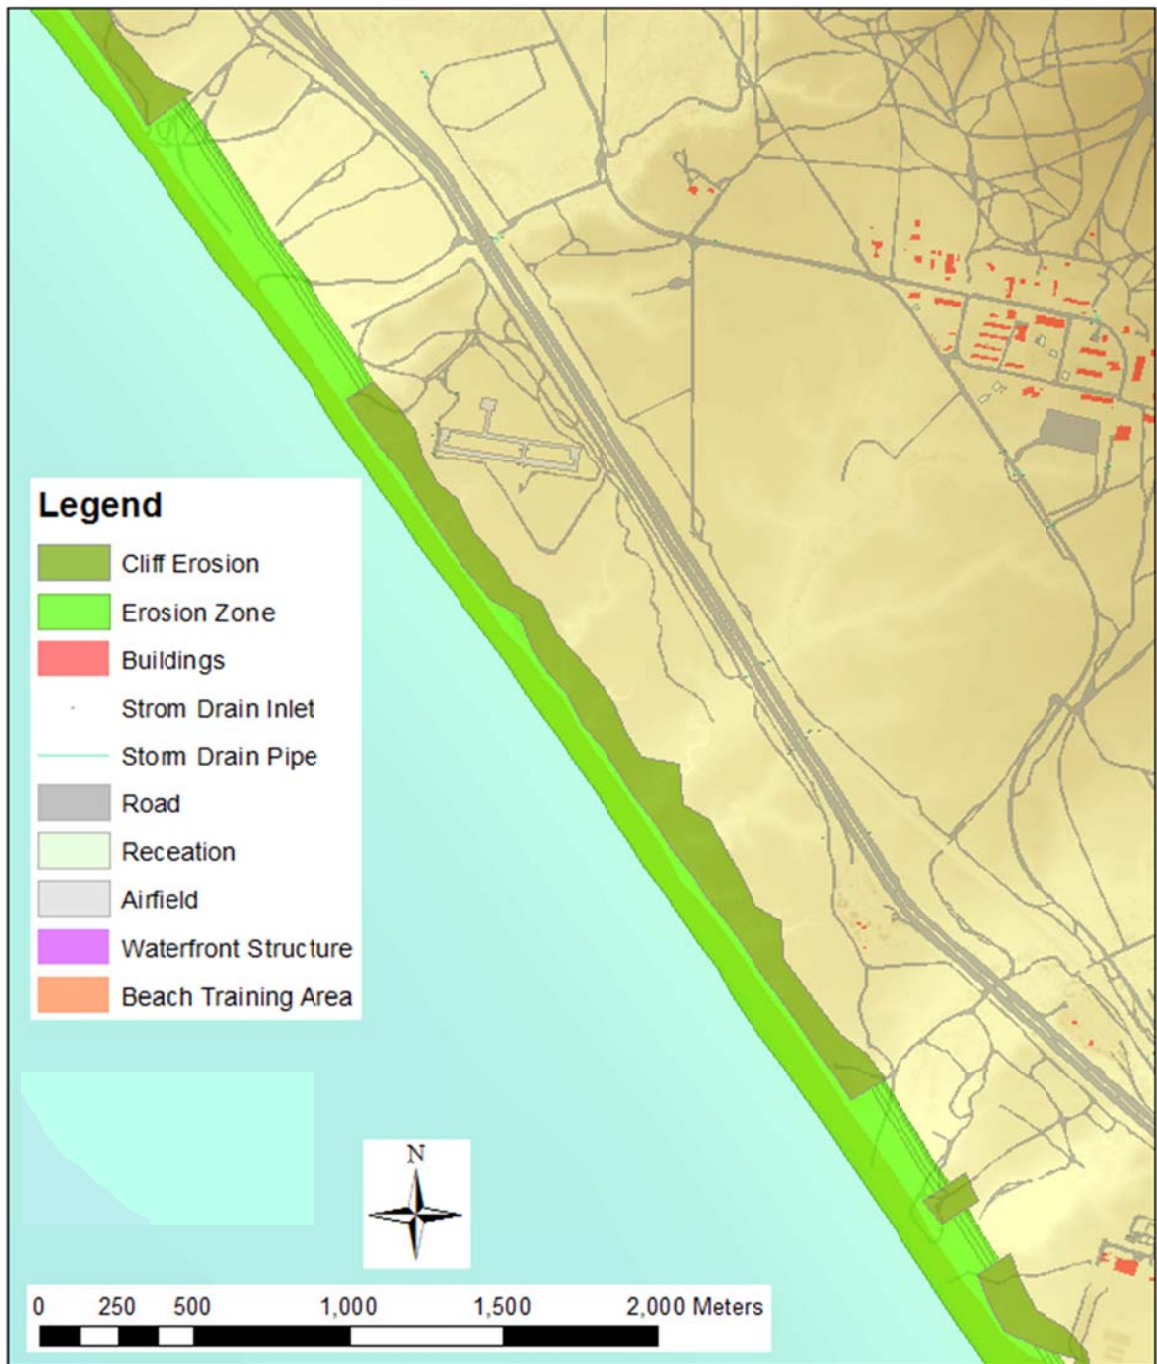 Legend
Cliff Erosion
Erosion Zone
Buildings
Strom Drain Inlet
Storm Drain Pipe
Road
Receation
Airfield
Waterfront Structure
Beach Training Area
N
0 250 500 1,000 1,500 2,000 Meters